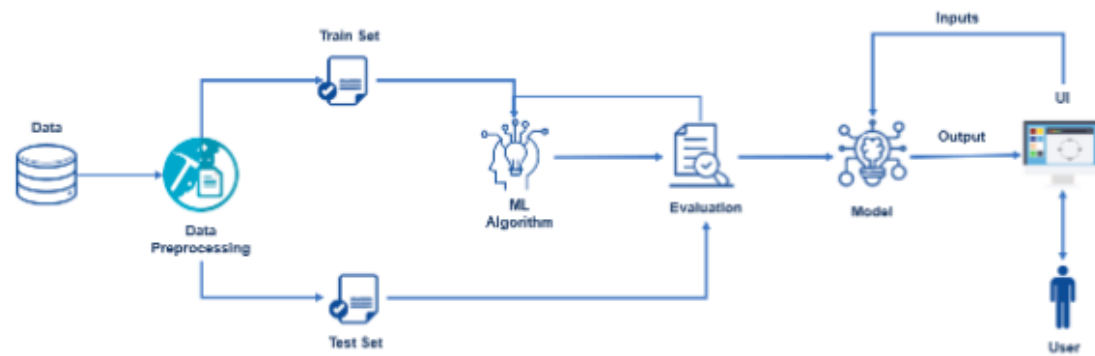 Inputs
Train Set
UI
Data
Output
ML
Algorithm
Evaluation
Model
Data
Preprocessing
Test Set
User